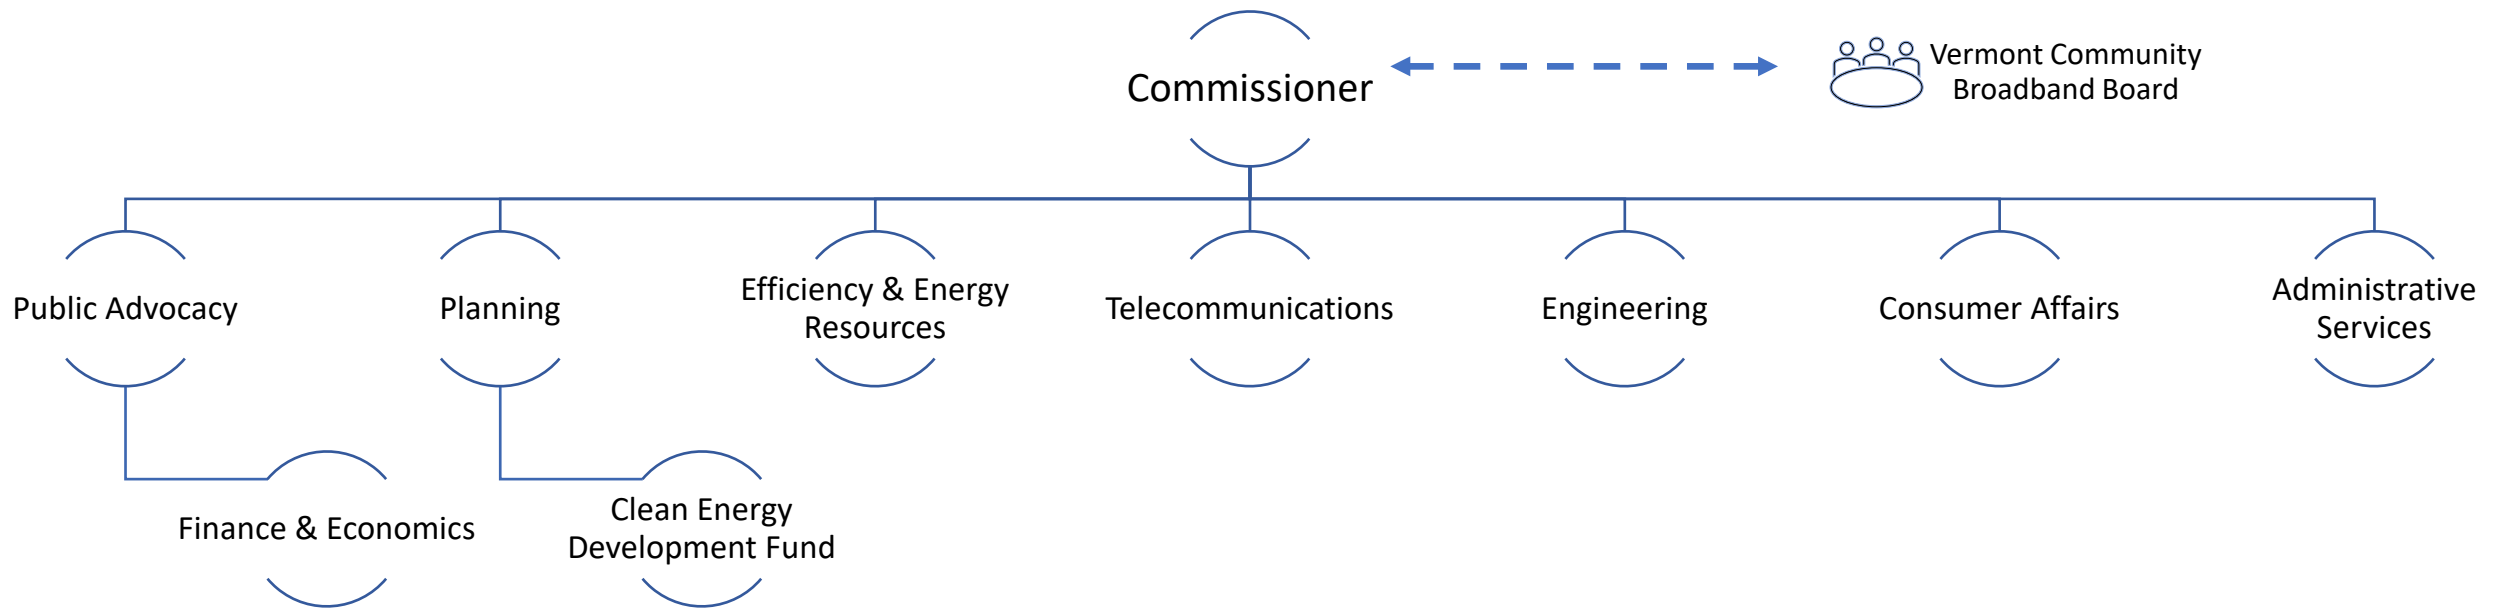 Commissioner
Vermont Community
Broadband Board
Public Advocacy
Planning
Efficiency & Energy
Resources
Telecommunications
Engineering
Consumer Affairs
Administrative
Services
Finance & Economics
Clean Energy
Development Fund